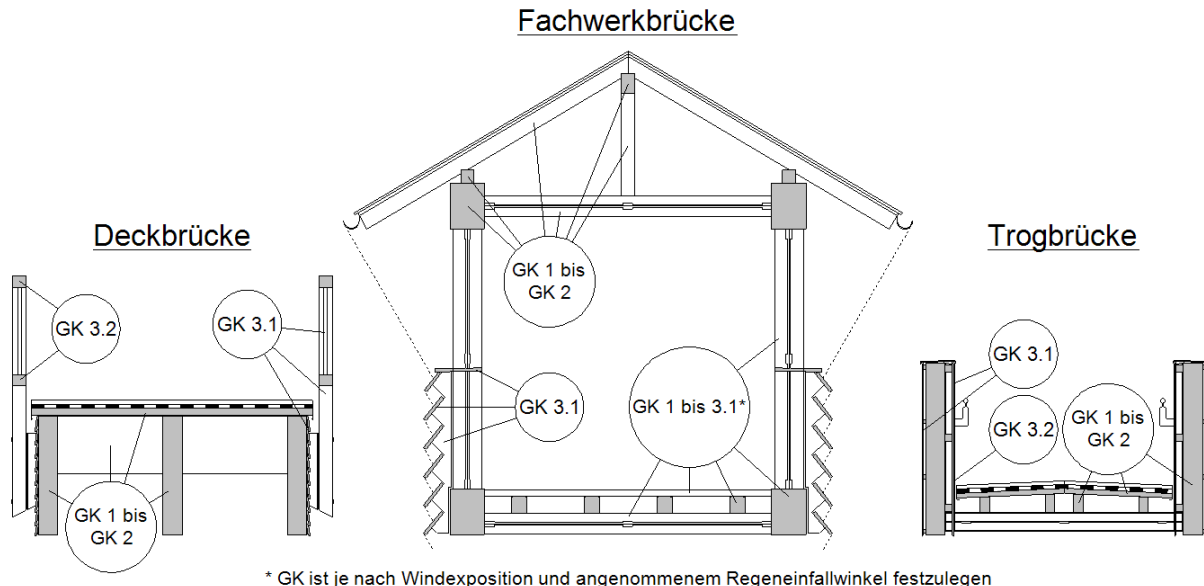 Fachwerkbrücke
Deckbrücke
Trogbrücke
GK 1 bis
GK 2
GK 3.2
GK 3.1
GK 3.1
GK 1 bis 3.1*
GK 3.1
GK 3.2
GK 1 bis
GK 2
GK 1 bis
GK 2
* GK ist je nach Windexposition und angenommenem Regeneinfallwinkel festzulegen